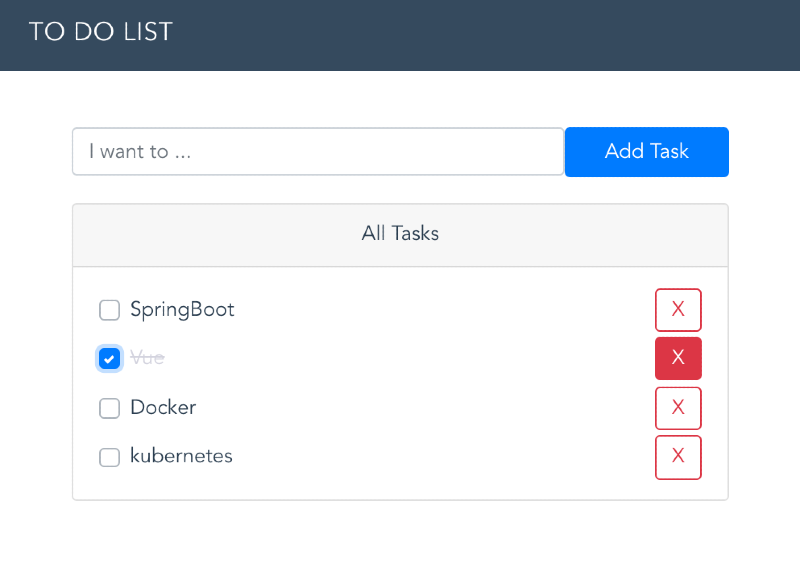 TO DO LIST
I want to ...
Add Task
All Tasks
SpringBoot X
Vue X
Docker X
kubernetes X